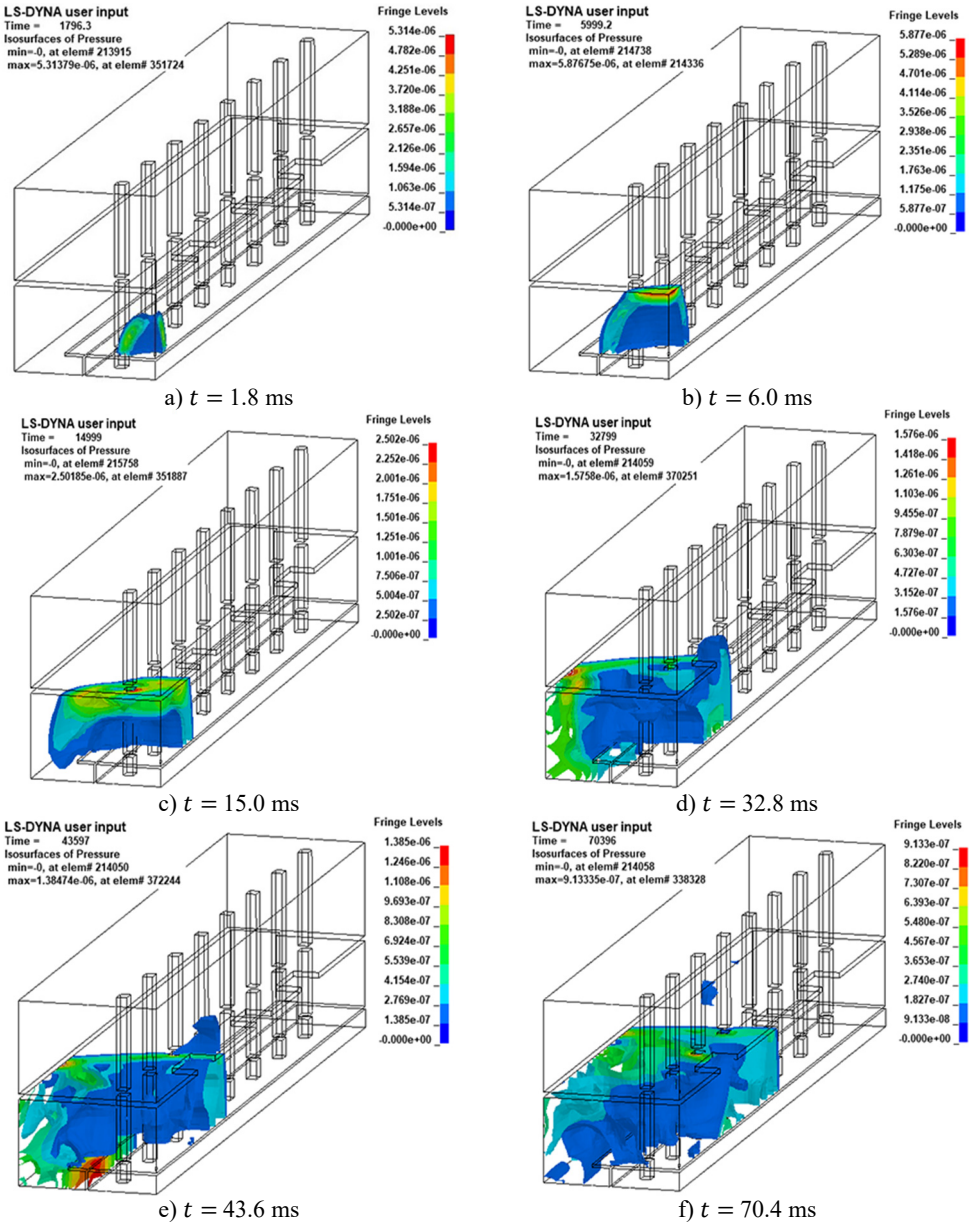 LS-DYNA user input
Time = 1796.3
Isosurfaces of Pressure
min=-0, at elem# 213915
max=5.31379e-06, at elem# 351724
Fringe Levels
5.314e-06
4.782e-06
4.251e-06
3.720e-06
3.188e-06
2.657e-06
2.126e-06
1.594e-06
1.063e-06
5.314e-07
-0.000e+00
a) t = 1.8 ms
LS-DYNA user input
Time = 5999.2
Isosurfaces of Pressure
min=-0, at elem# 214738
max=5.87675e-06, at elem# 214336
Fringe Levels
5.877e-06
5.289e-06
4.701e-06
4.114e-06
3.526e-06
2.938e-06
2.351e-06
1.763e-06
1.175e-06
5.877e-07
-0.000e+00
b) t = 6.0 ms
LS-DYNA user input
Time = 14999
Isosurfaces of Pressure
min=-0, at elem# 215758
max=2.50185e-06, at elem# 351887
Fringe Levels
2.502e-06
2.252e-06
2.001e-06
1.751e-06
1.501e-06
1.251e-06
1.001e-06
7.506e-07
5.004e-07
2.502e-07
-0.000e+00
c) t = 15.0 ms
LS-DYNA user input
Time = 32799
Isosurfaces of Pressure
min=-0, at elem# 214059
max=1.5758e-06, at elem# 370251
Fringe Levels
1.576e-06
1.418e-06
1.261e-06
1.103e-06
9.455e-07
7.879e-07
6.303e-07
4.727e-07
3.152e-07
1.576e-07
-0.000e+00
d) t = 32.8 ms
LS-DYNA user input
Time = 43597
Isosurfaces of Pressure
min=-0, at elem# 214050
max=1.38474e-06, at elem# 372244
Fringe Levels
1.385e-06
1.246e-06
1.108e-06
9.693e-07
8.308e-07
6.924e-07
5.539e-07
4.154e-07
2.769e-07
1.385e-07
-0.000e+00
e) t = 43.6 ms
LS-DYNA user input
Time = 70396
Isosurfaces of Pressure
min=-0, at elem# 214058
max=9.13335e-07, at elem# 338328
Fringe Levels
9.133e-07
8.220e-07
7.307e-07
6.393e-07
5.480e-07
4.567e-07
3.653e-07
2.740e-07
1.827e-07
9.133e-08
-0.000e+00
f) t = 70.4 ms